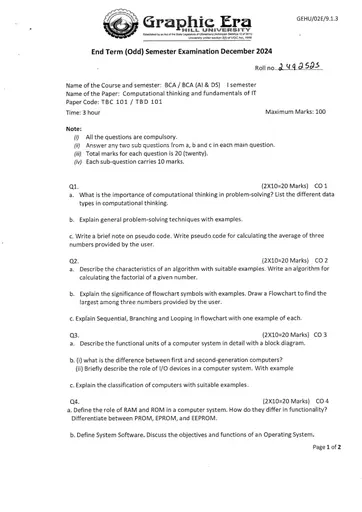 GEHU/02E/9.1.3
Graphic Era
HILL UNIVERSITY
End Term (Odd) Semester Examination December 2024
Roll no. 2492525
Name of the Course and semester: BCA / BCA (AI & DS) I semester
Name of the Paper: Computational thinking and fundamentals of IT
Paper Code: TBC 101 / TBD 101
Time: 3 hour Maximum Marks: 100
Note:
(i) All the questions are compulsory.
(ii) Answer any two sub questions from a, b and c in each main question.
(iii) Total marks for each question is 20 (twenty).
(iv) Each sub-question carries 10 marks.
Q1. (2X10=20 Marks) CO 1
a. What is the importance of computational thinking in problem-solving? List the different data
types in computational thinking.
b. Explain general problem-solving techniques with examples.
c. Write a brief note on pseudo code. Write pseudo code for calculating the average of three
numbers provided by the user.
Q2. (2X10=20 Marks) CO 2
a. Describe the characteristics of an algorithm with suitable examples. Write an algorithm for
calculating the factorial of a given number.
b. Explain the significance of flowchart symbols with examples. Draw a Flowchart to find the
largest among three numbers provided by the user.
c. Explain Sequential, Branching and Looping in flowchart with one example of each.
Q3. (2X10=20 Marks) CO 3
a. Describe the functional units of a computer system in detail with a block diagram.
b. (i) what is the difference between first and second-generation computers?
(ii) Briefly describe the role of I/O devices in a computer system. With example
c. Explain the classification of computers with suitable examples.
Q4. (2X10=20 Marks) CO 4
a. Define the role of RAM and ROM in a computer system. How do they differ in functionality?
Differentiate between PROM, EPROM, and EEPROM.
b. Define System Software. Discuss the objectives and functions of an Operating System.
Page 1 of 2